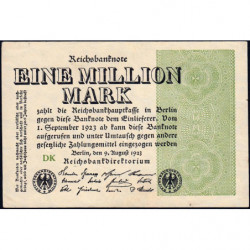 Reichsbanknote
EINE MILLION
MARK
zahlt die Reichsbankhauptkasse in Berlin
gegen diese Banknote dem Einlieferer. Vom
1. September 1923 ab kann diese Banknote
aufgerufen und unter Umtausch gegen andere
gesetzliche Zahlungsmittel eingezogen werden
Berlin, den 9. August 1923
DK
Reichsbankdirektorium